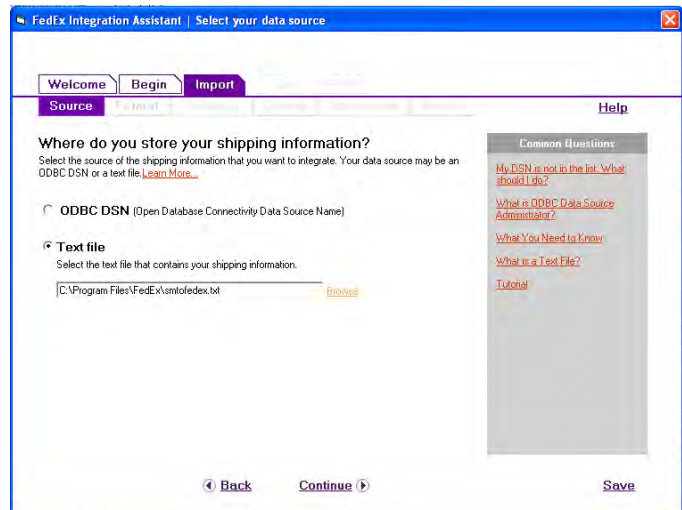 FedEx Integration Assistant | Select your data source
Welcome
Begin
Import
Source
Format
Help
Where do you store your shipping information?
Select the source of the shipping information that you want to integrate. Your data source may be an
ODBC DSN or a text file.Learn More...
ODBC DSN (Open Database Connectivity Data Source Name)
Text file
Select the text file that contains your shipping information.
C:\Program Files\FedEx\smtofedex.txt
Browse
Common Questions
My DSN is not in the list. What
should I do?
What is ODBC Data Source
Administrator?
What You Need to Know
What is a Text File?
Tutorial
Back
Continue
Save